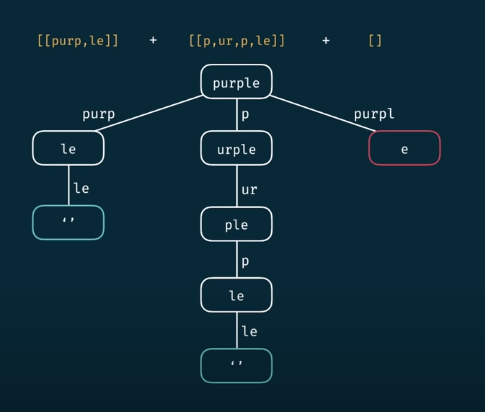 [[purp,le]] + [[p,ur,p,le]] + []
purple
purp p purpl
le urple e
le ur
‘’ ple
p
le
le
‘’